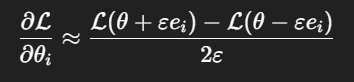 ∂ℒ/∂θᵢ ≈ (ℒ(θ + εeᵢ) − ℒ(θ − εeᵢ))/2ε